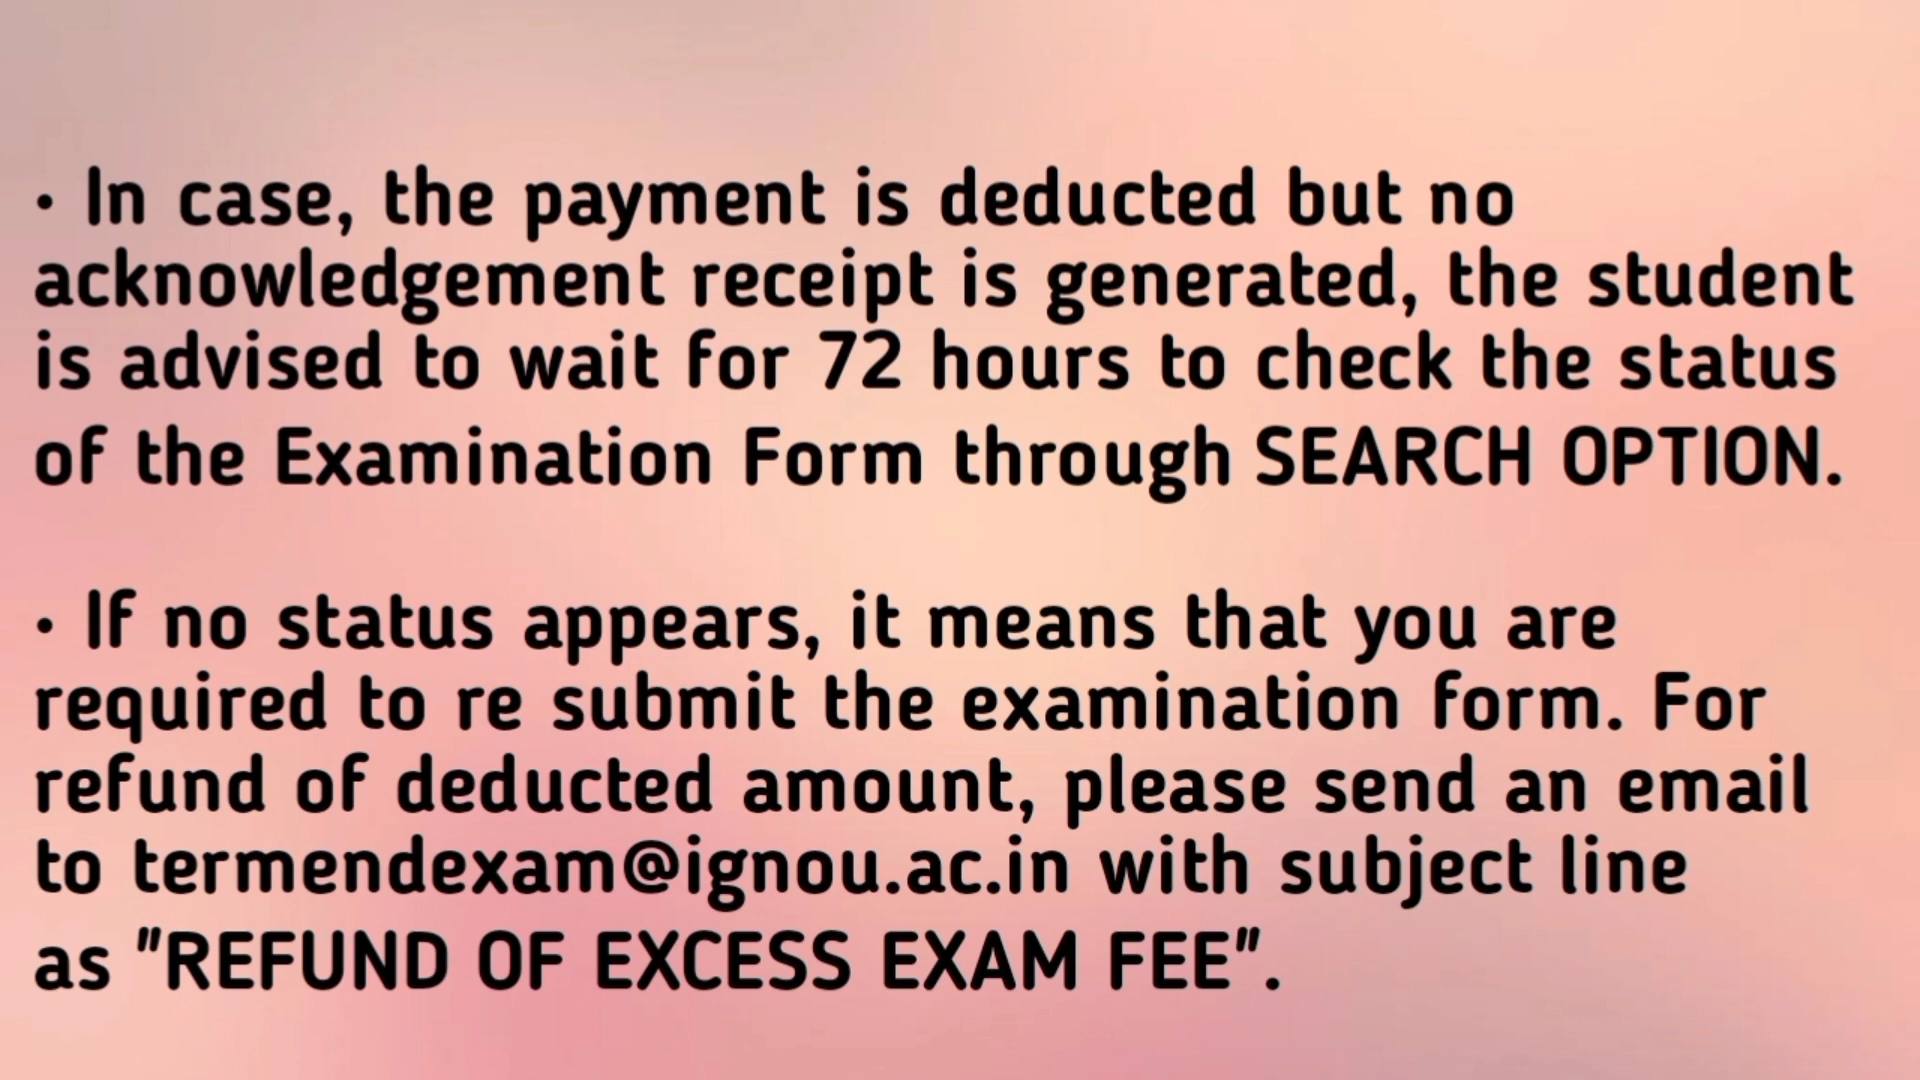 • In case, the payment is deducted but no
acknowledgement receipt is generated, the student
is advised to wait for 72 hours to check the status
of the Examination Form through SEARCH OPTION.
• If no status appears, it means that you are
required to re submit the examination form. For
refund of deducted amount, please send an email
to termendexam@ignou.ac.in with subject line
as "REFUND OF EXCESS EXAM FEE".